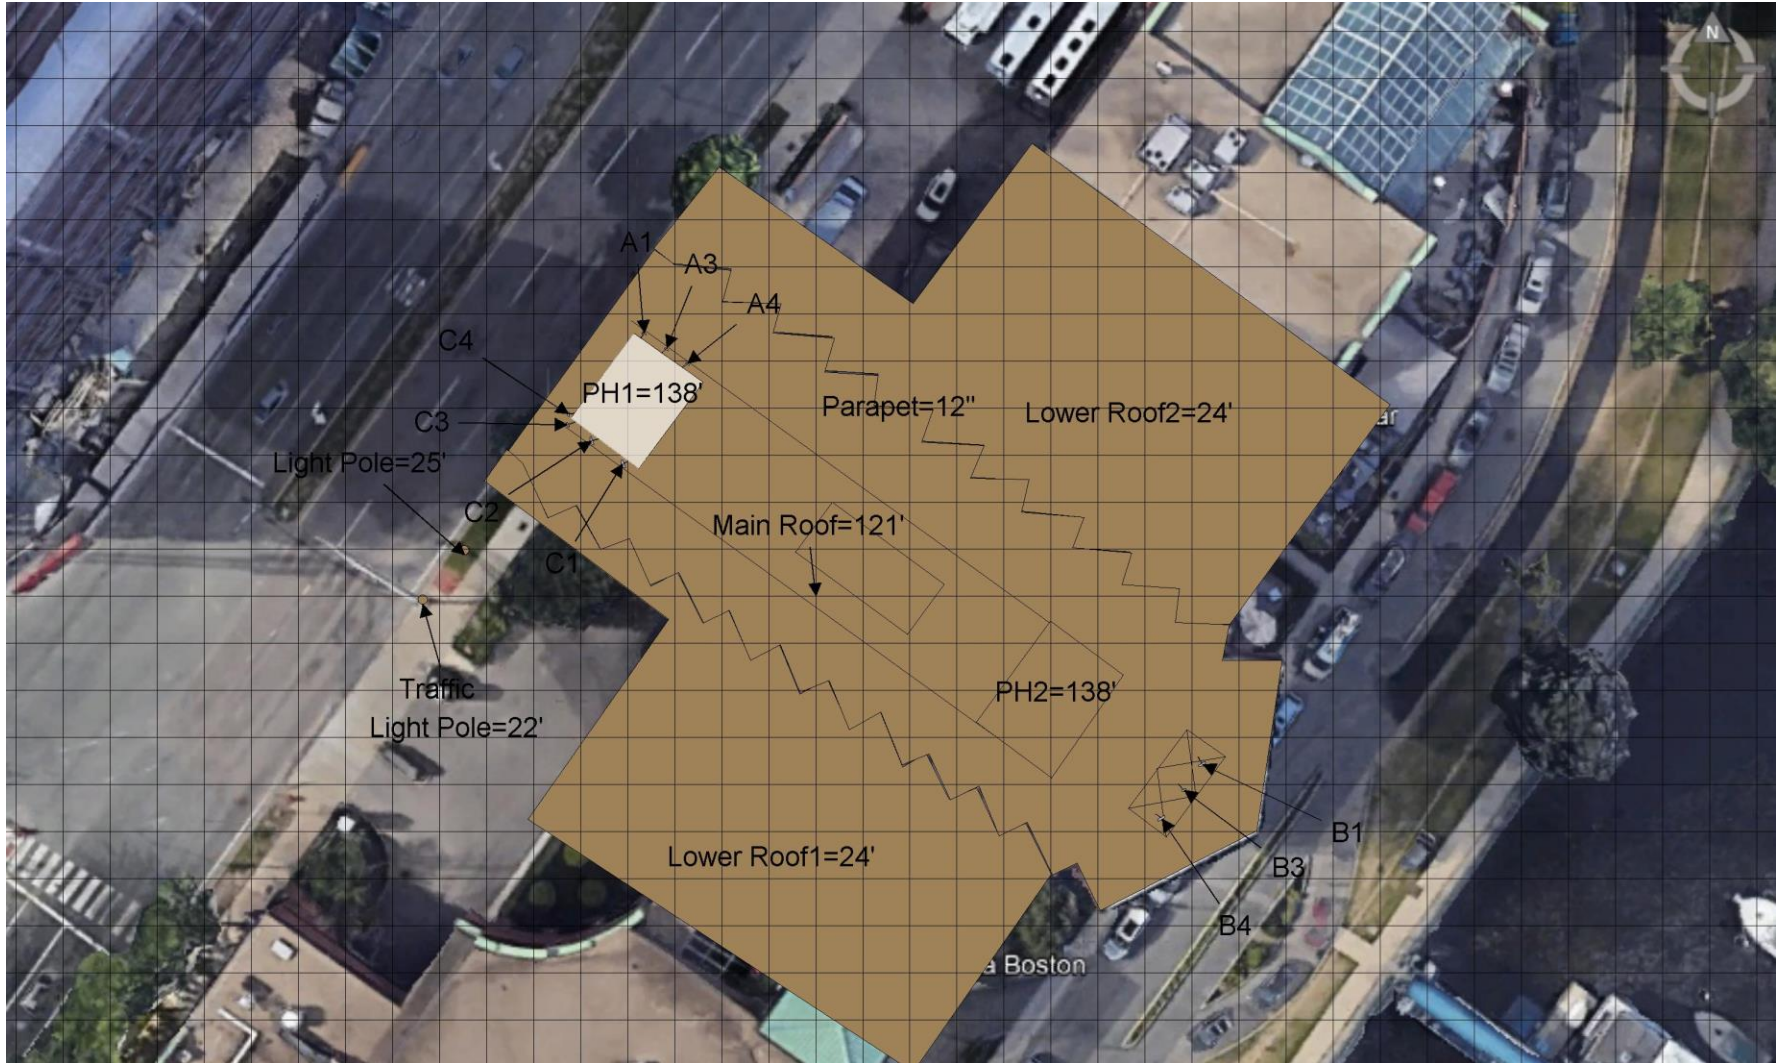 N
A1
A3
A4
C4
PH1=138'
C3
Parapet=12"
Lower Roof2=24'
ar
Light Pole=25'
C2
Main Roof=121'
C1
Traffic
Light Pole=22'
PH2=138'
B1
Lower Roof1=24'
B3
B4
a Boston